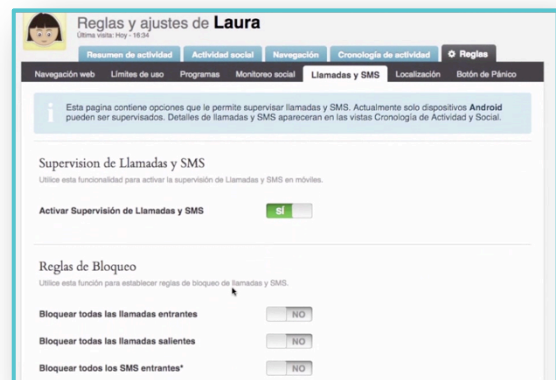 Reglas y ajustes de Laura
Última visita: Hoy - 16:34
Resumen de actividad Actividad social Navegación Cronología de actividad Reglas
Navegación web Límites de uso Programas Monitoreo social Llamadas y SMS Localización Botón de Pánico
Esta pagina contiene opciones que le permite supervisar llamadas y SMS. Actualmente solo dispositivos Android
pueden ser supervisados. Detalles de llamadas y SMS apareceran en las vistas Cronología de Actividad y Social.
Supervision de Llamadas y SMS
Utilice esta funcionalidad para activar la supervisión de Llamadas y SMS en móviles.
Activar Supervisión de Llamadas y SMS SÍ
Reglas de Bloqueo
Utilice esta función para establecer reglas de bloqueo de llamadas y SMS.
Bloquear todas las llamadas entrantes NO
Bloquear todas las llamadas salientes NO
Bloquear todos los SMS entrantes* NO